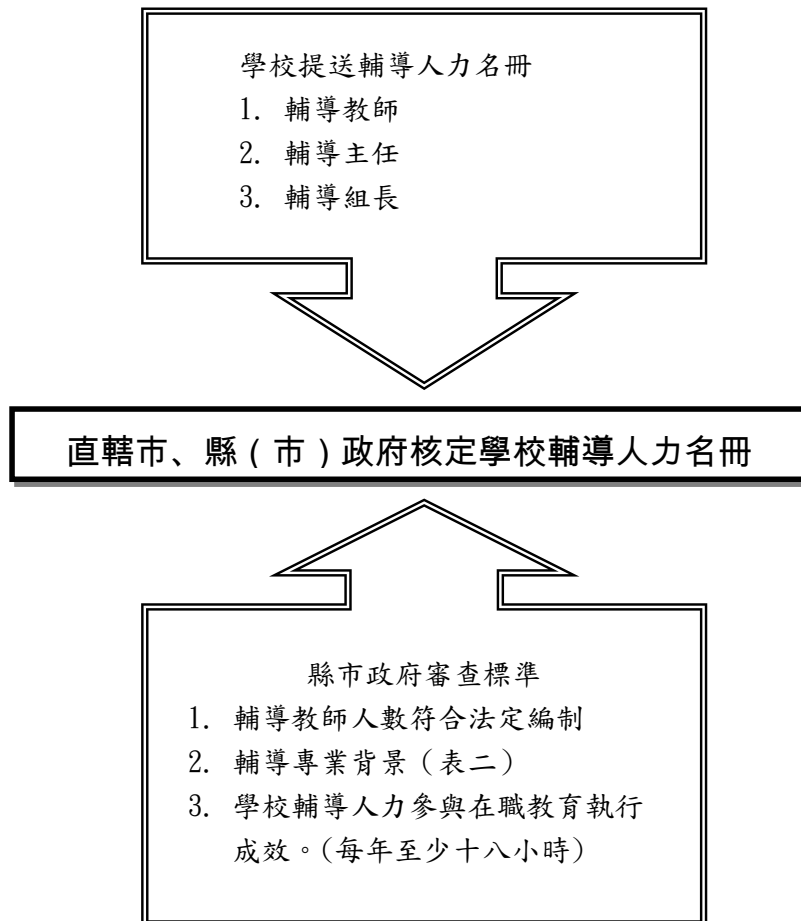 學校提送輔導人力名冊
1. 輔導教師
2. 輔導主任
3. 輔導組長
直轄市、縣（市）政府核定學校輔導人力名冊
縣市政府審查標準
1. 輔導教師人數符合法定編制
2. 輔導專業背景（表二）
3. 學校輔導人力參與在職教育執行
成效。(每年至少十八小時)